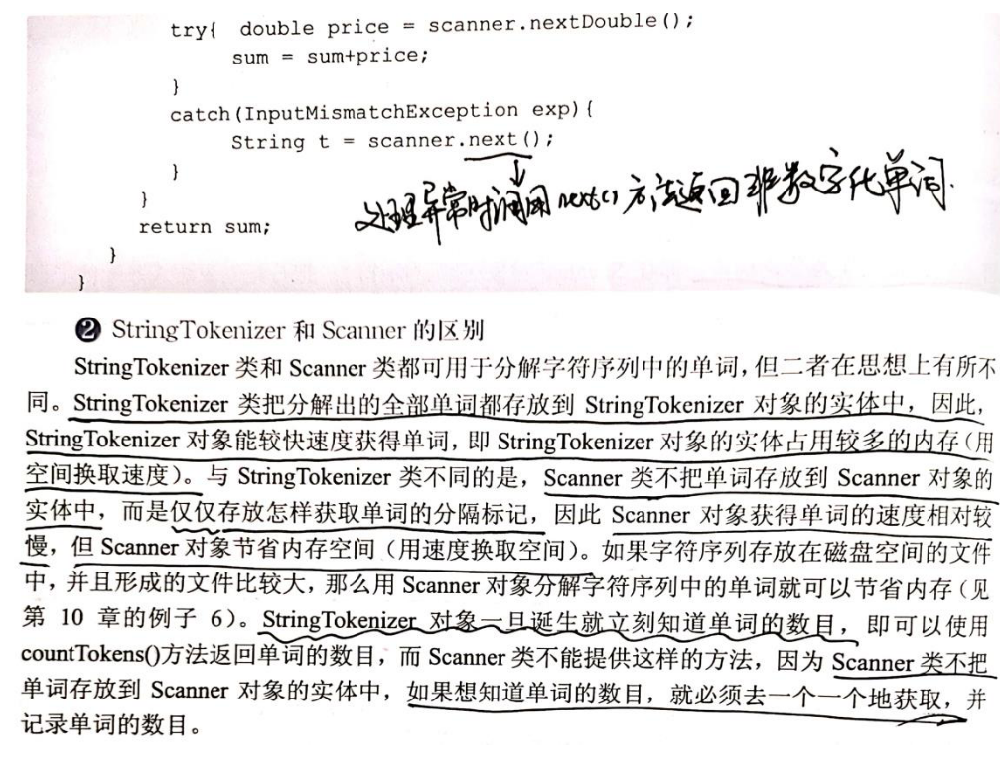 try{ double price = scanner.nextDouble();
sum = sum+price;
}
catch(InputMismatchException exp){
String t = scanner.next();
}
}
处理异常时调用next()方法返回非数字化单词.
return sum;
}
}
❷ StringTokenizer 和 Scanner 的区别
StringTokenizer 类和 Scanner 类都可用于分解字符序列中的单词,但二者在思想上有所不
同。StringTokenizer 类把分解出的全部单词都存放到 StringTokenizer 对象的实体中,因此,
StringTokenizer 对象能较快速度获得单词,即 StringTokenizer 对象的实体占用较多的内存(用
空间换取速度)。与 StringTokenizer 类不同的是,Scanner 类不把单词存放到 Scanner 对象的
实体中,而是仅仅存放怎样获取单词的分隔标记,因此 Scanner 对象获得单词的速度相对较
慢,但 Scanner 对象节省内存空间(用速度换取空间)。如果字符序列存放在磁盘空间的文件
中,并且形成的文件比较大,那么用 Scanner 对象分解字符序列中的单词就可以节省内存(见
第 10 章的例子 6)。StringTokenizer 对象一旦诞生就立刻知道单词的数目,即可以使用
countTokens()方法返回单词的数目,而 Scanner 类不能提供这样的方法,因为 Scanner 类不把
单词存放到 Scanner 对象的实体中,如果想知道单词的数目,就必须去一个一个地获取,并
记录单词的数目。